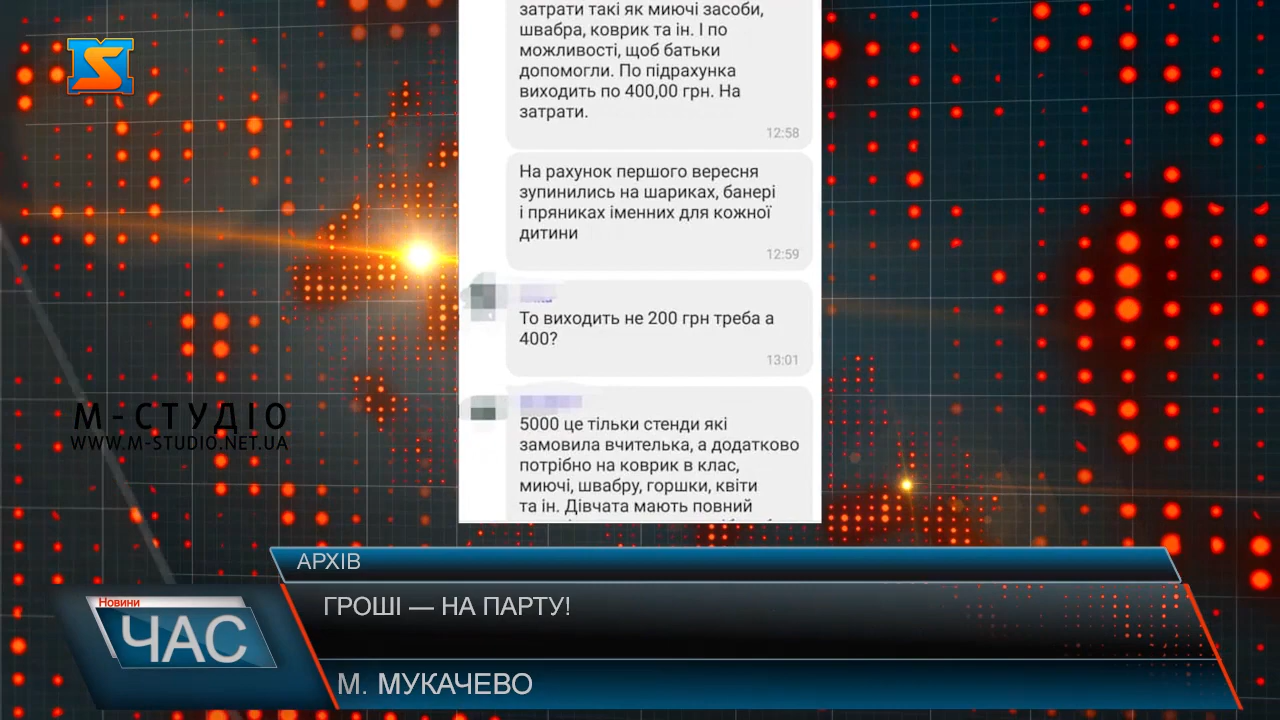 затрати такі як миючі засоби,
швабра, коврик та ін. І по
можливості, щоб батьки
допомогли. По підрахунка
виходить по 400,00 грн. На
затрати.
12:58
На рахунок першого вересня
зупинились на шариках, банері
і пряниках іменних для кожної
дитини
12:59
То виходить не 200 грн треба а
400?
13:01
5000 це тільки стенди які
замовила вчителька, а додатково
потрібно на коврик в клас,
миючі, швабру, горшки, квіти
та ін. Дівчата мають повний
М-СТУДІО
WWW.M-STUDIO.NET.UA
АРХІВ
Новини
ЧАС
ГРОШІ — НА ПАРТУ!
М. МУКАЧЕВО